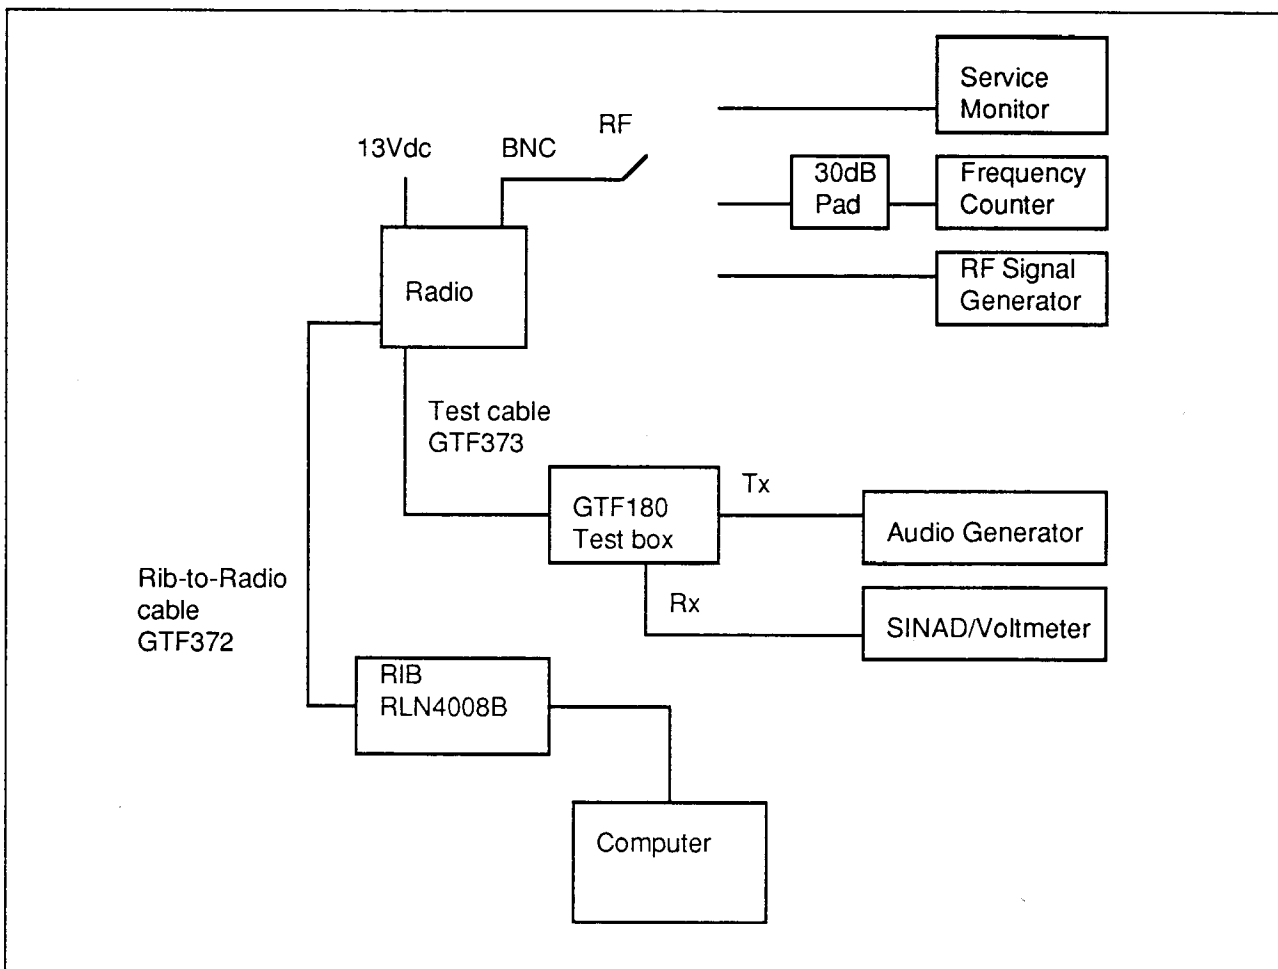 Service
Monitor
RF
13Vdc
BNC
30dB
Pad
Frequency
Counter
RF Signal
Generator
Radio
Test cable
GTF373
GTF180
Test box
Tx
Audio Generator
Rx
SINAD/Voltmeter
Rib-to-Radio
cable
GTF372
RIB
RLN4008B
Computer